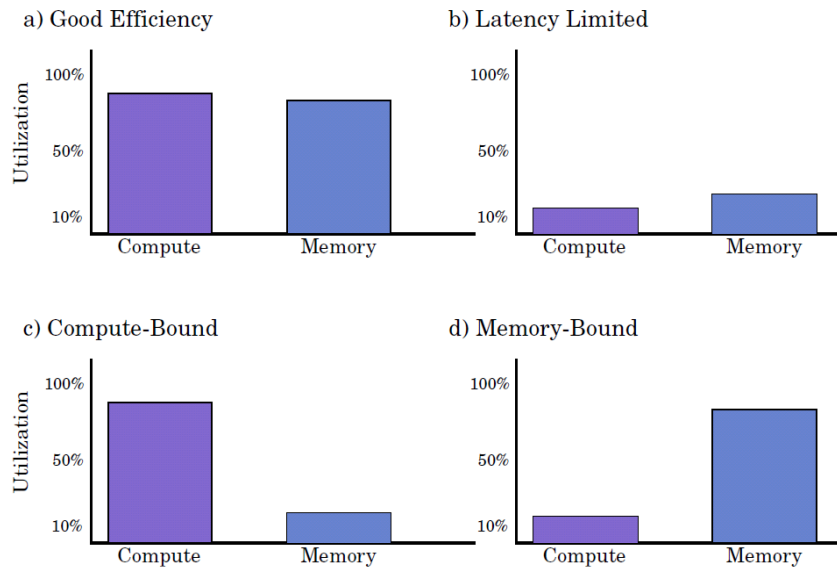 a) Good Efficiency
Utilization
100%
50%
10%
Compute Memory
b) Latency Limited
100%
50%
10%
Compute Memory
c) Compute-Bound
Utilization
100%
50%
10%
Compute Memory
d) Memory-Bound
100%
50%
10%
Compute Memory